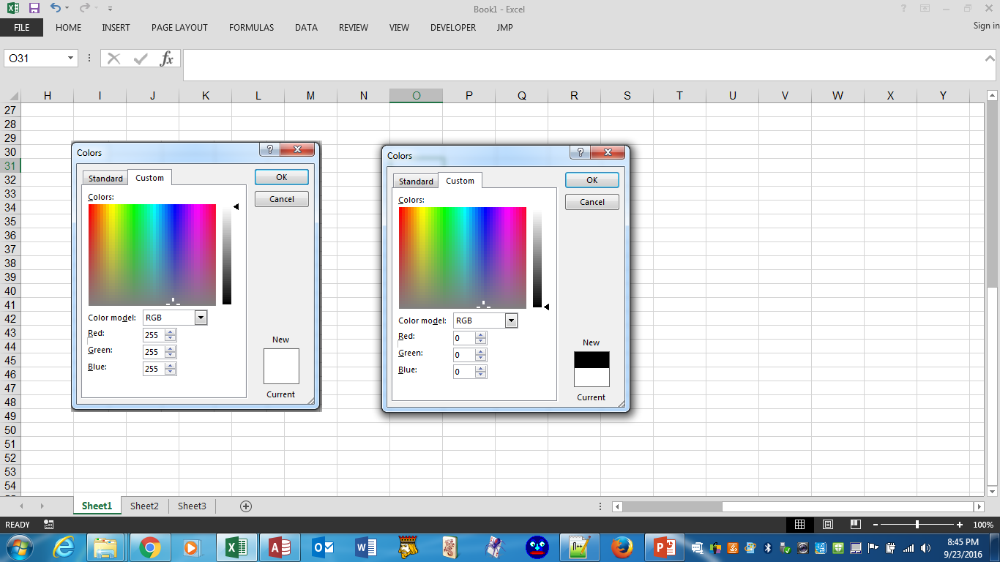 Book1 - Excel
FILE HOME INSERT PAGE LAYOUT FORMULAS DATA REVIEW VIEW DEVELOPER JMP Sign in
O31 fx
H I J K L M N O P Q R S T U V W X Y
27
28
29
30
31
32
33
34
35
36
37
38
39
40
41
42
43
44
45
46
47
48
49
50
51
52
53
54
Colors ?
Standard Custom
OK
Cancel
Colors:
Color model: RGB
Red: 255
Green: 255
Blue: 255
New
Current
Colors ?
Standard Custom
OK
Cancel
Colors:
Color model: RGB
Red: 0
Green: 0
Blue: 0
New
Current
Sheet1 Sheet2 Sheet3
READY 100%
8:45 PM
9/23/2016